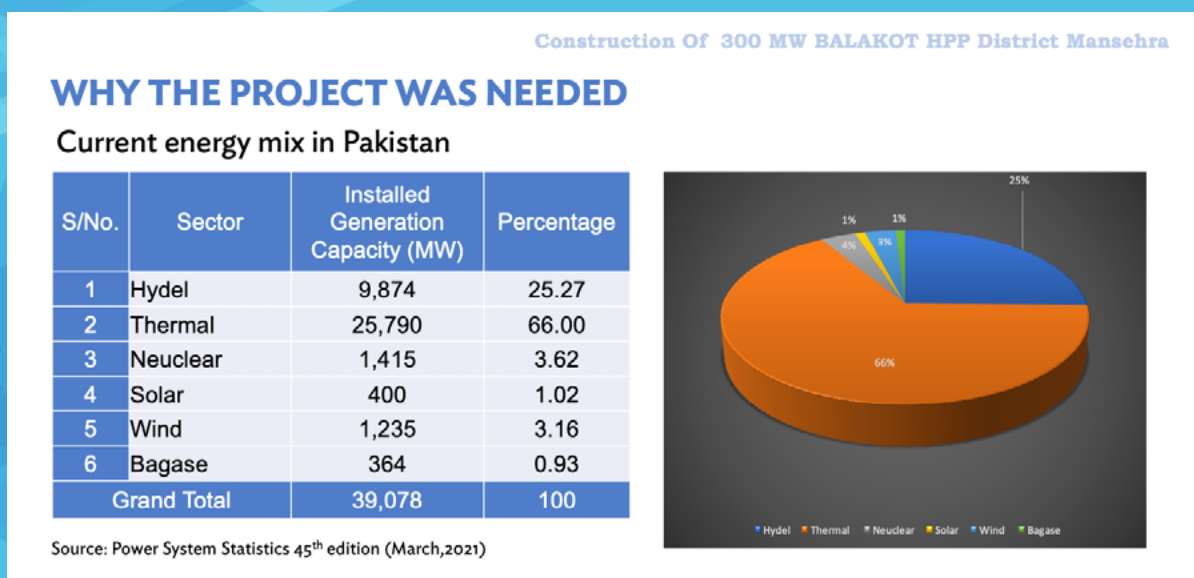 Construction Of 300 MW BALAKOT HPP District Mansehra
WHY THE PROJECT WAS NEEDED
Current energy mix in Pakistan
S/No. Sector Installed Generation Capacity (MW) Percentage
1 Hydel 9,874 25.27
2 Thermal 25,790 66.00
3 Neuclear 1,415 3.62
4 Solar 400 1.02
5 Wind 1,235 3.16
6 Bagase 364 0.93
Grand Total 39,078 100
Source: Power System Statistics 45th edition (March,2021)
25%
1% 1%
4% 3%
66%
Hydel Thermal Neuclear Solar Wind Bagase